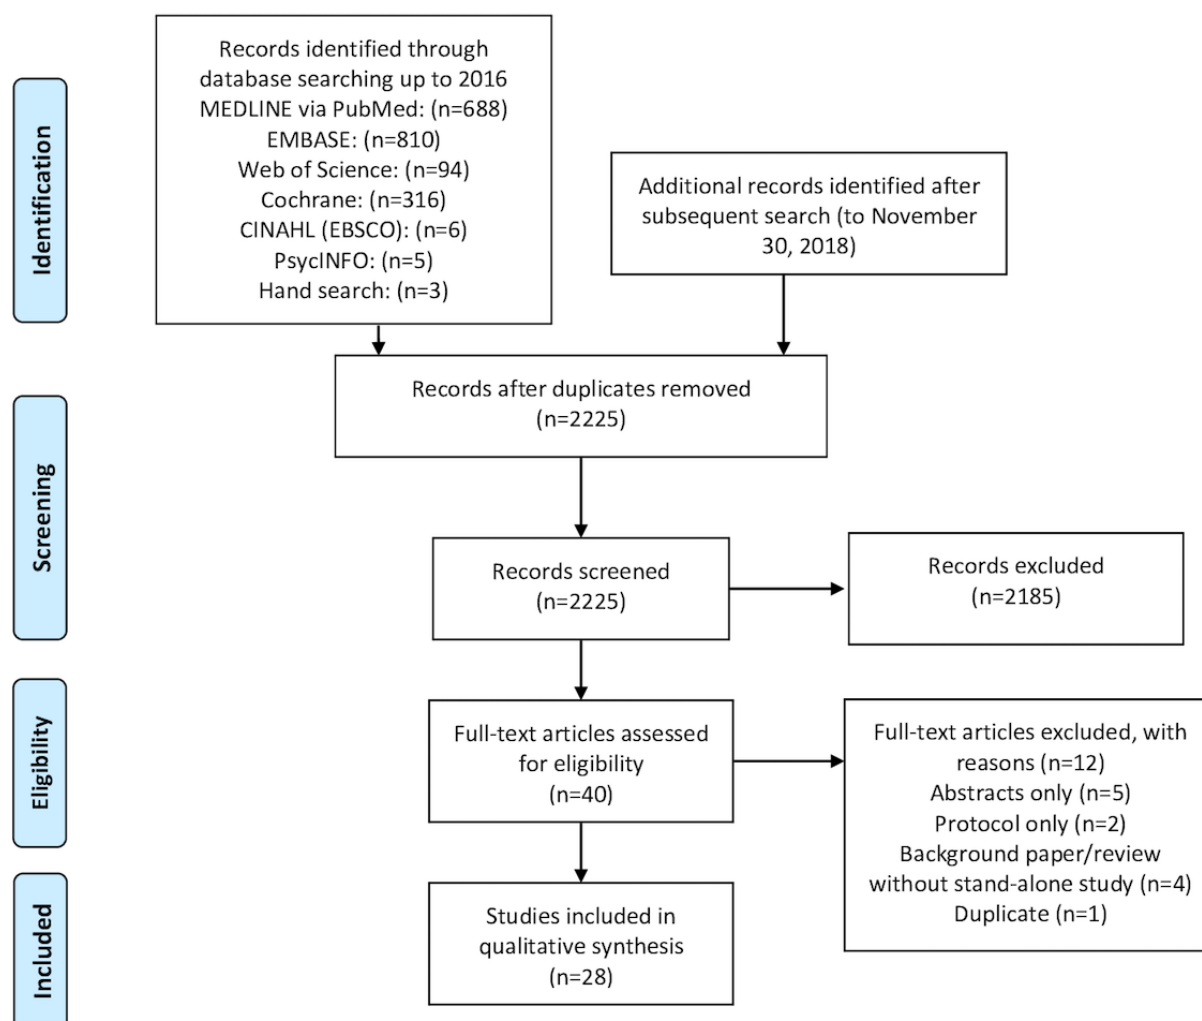 Identification
Records identified through
database searching up to 2016
MEDLINE via PubMed: (n=688)
EMBASE: (n=810)
Web of Science: (n=94)
Cochrane: (n=316)
CINAHL (EBSCO): (n=6)
PsycINFO: (n=5)
Hand search: (n=3)
Additional records identified after
subsequent search (to November
30, 2018)
Records after duplicates removed
(n=2225)
Screening
Records screened
(n=2225)
Records excluded
(n=2185)
Eligibility
Full-text articles assessed
for eligibility
(n=40)
Full-text articles excluded, with
reasons (n=12)
Abstracts only (n=5)
Protocol only (n=2)
Background paper/review
without stand-alone study (n=4)
Duplicate (n=1)
Included
Studies included in
qualitative synthesis
(n=28)